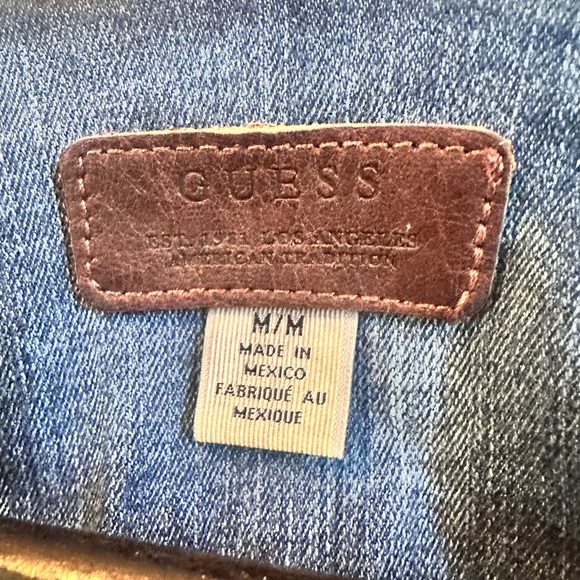 GUESS
EST. 1981 LOS ANGELES
AMERICAN TRADITION
M/M
MADE IN
MEXICO
FABRIQUÉ AU
MEXIQUE